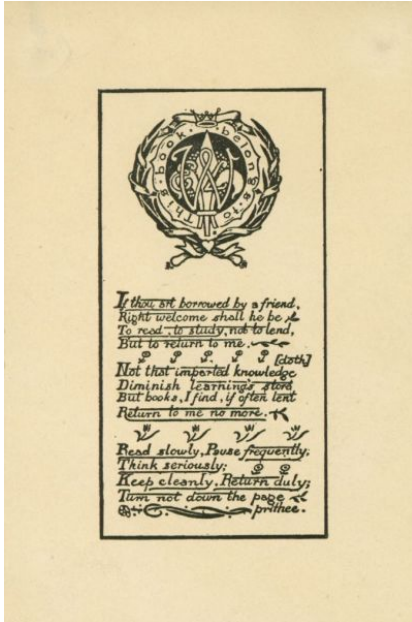 This book belongs to
If thou art borrowed by a friend,
Right welcome shall he be
To read, to study, not to lend,
But to return to me.
[doth]
Not that imparted knowledge
Diminish learning's store
But books, I find, if often lent
Return to me no more.
Read slowly, Pause frequently,
Think seriously;
Keep cleanly, Return duly;
Turn not down the page
prithee.